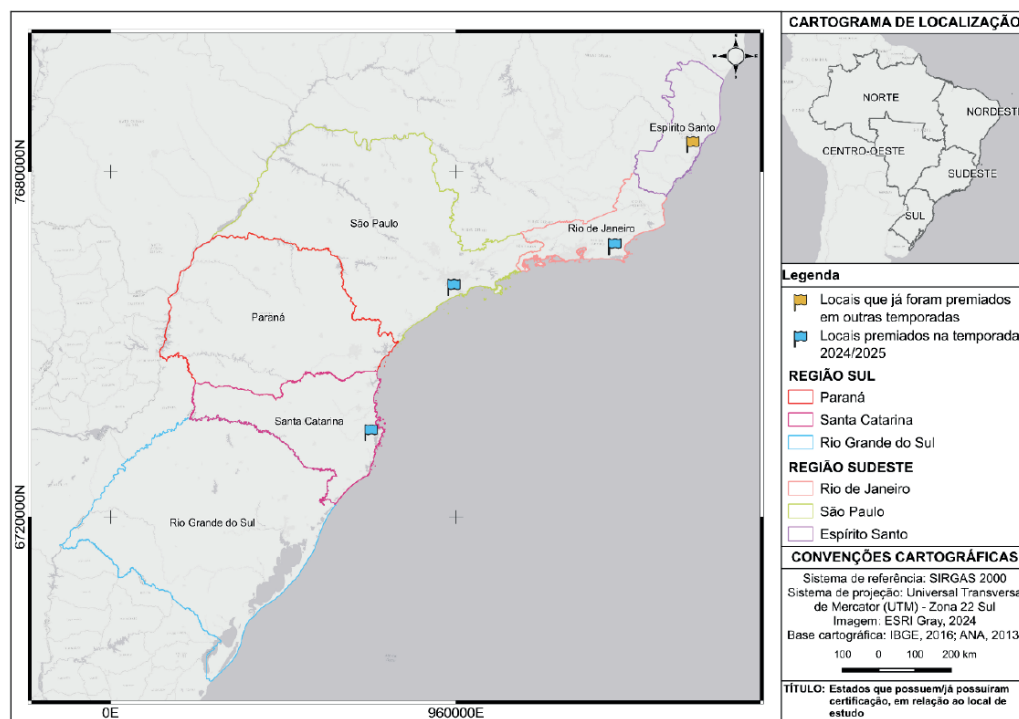 CARTOGRAMA DE LOCALIZAÇÃO
NORTE
NORDESTE
CENTRO-OESTE
SUDESTE
SUL
Espírito Santo
Rio de Janeiro
São Paulo
Paraná
Santa Catarina
Rio Grande do Sul
7680000N
6720000N
0E
960000E
Legenda
Locais que já foram premiados
em outras temporadas
Locais premiados na temporada
2024/2025
REGIÃO SUL
Paraná
Santa Catarina
Rio Grande do Sul
REGIÃO SUDESTE
Rio de Janeiro
São Paulo
Espírito Santo
CONVENÇÕES CARTOGRÁFICAS
Sistema de referência: SIRGAS 2000
Sistema de projeção: Universal Transversa
de Mercator (UTM) - Zona 22 Sul
Imagem: ESRI Gray, 2024
Base cartográfica: IBGE, 2016; ANA, 2013
100 0 100 200 km
TÍTULO: Estados que possuem/já possuíram
certificação, em relação ao local de
estudo